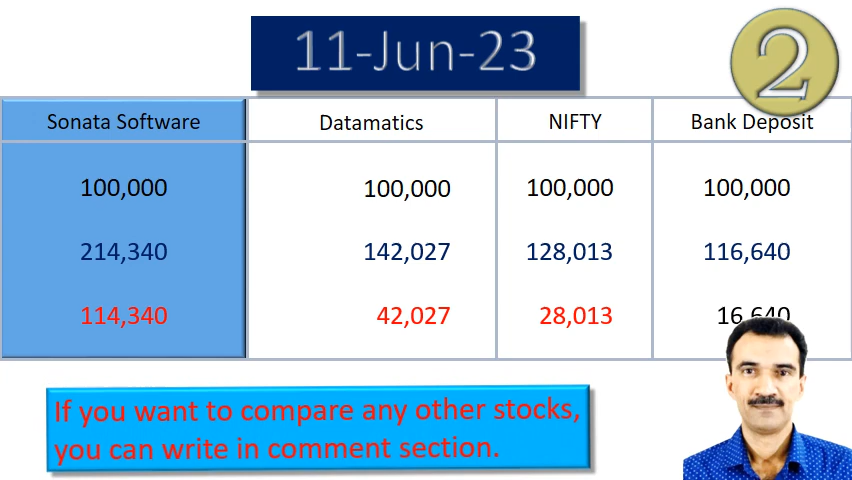 11-Jun-23
2
Sonata Software Datamatics NIFTY Bank Deposit
100,000 100,000 100,000 100,000
214,340 142,027 128,013 116,640
114,340 42,027 28,013 16,640
If you want to compare any other stocks,
you can write in comment section.